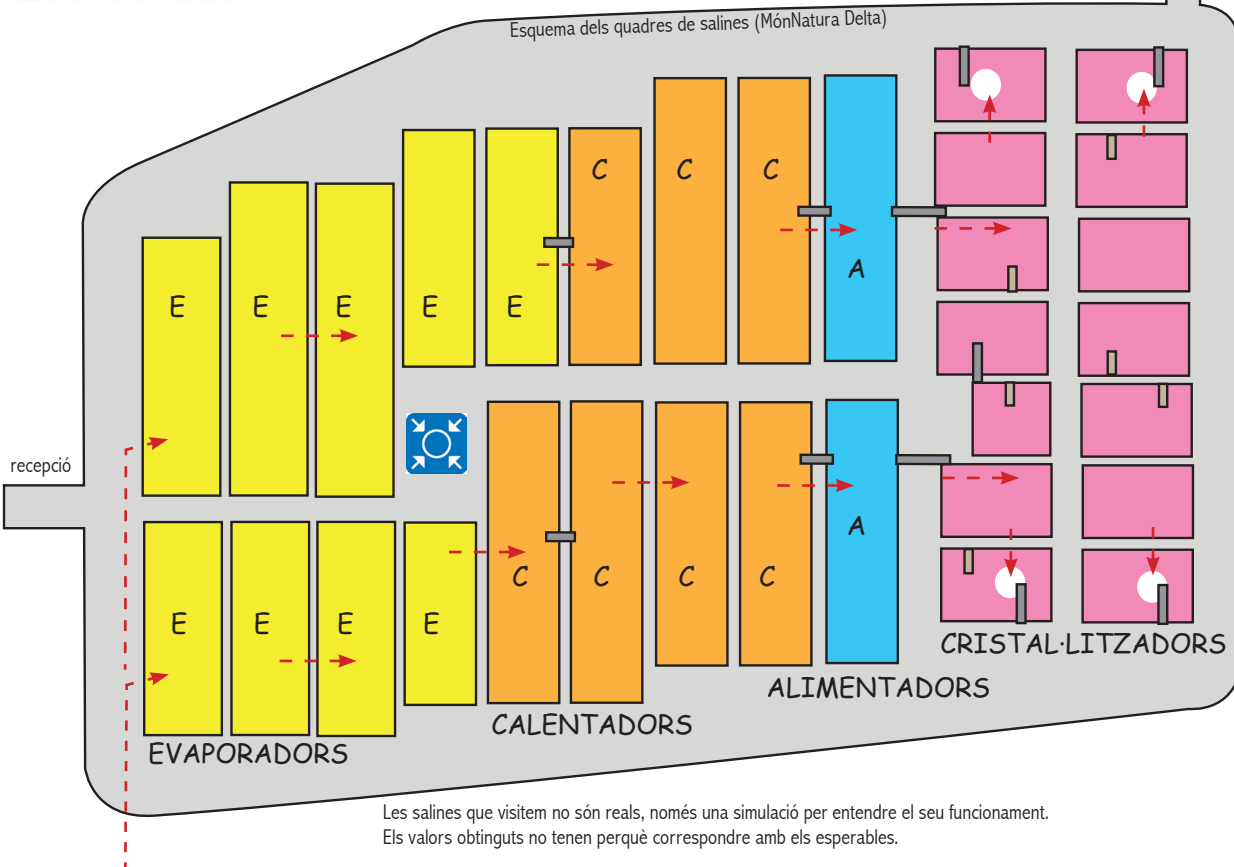 Esquema dels quadres de salines (MónNatura Delta)
C C C
E E E E E A
recepció
E E E E C C C C A
CRISTAL·LITZADORS
ALIMENTADORS
CALENTADORS
EVAPORADORS
Les salines que visitem no són reals, només una simulació per entendre el seu funcionament.
Els valors obtinguts no tenen perquè correspondre amb els esperables.